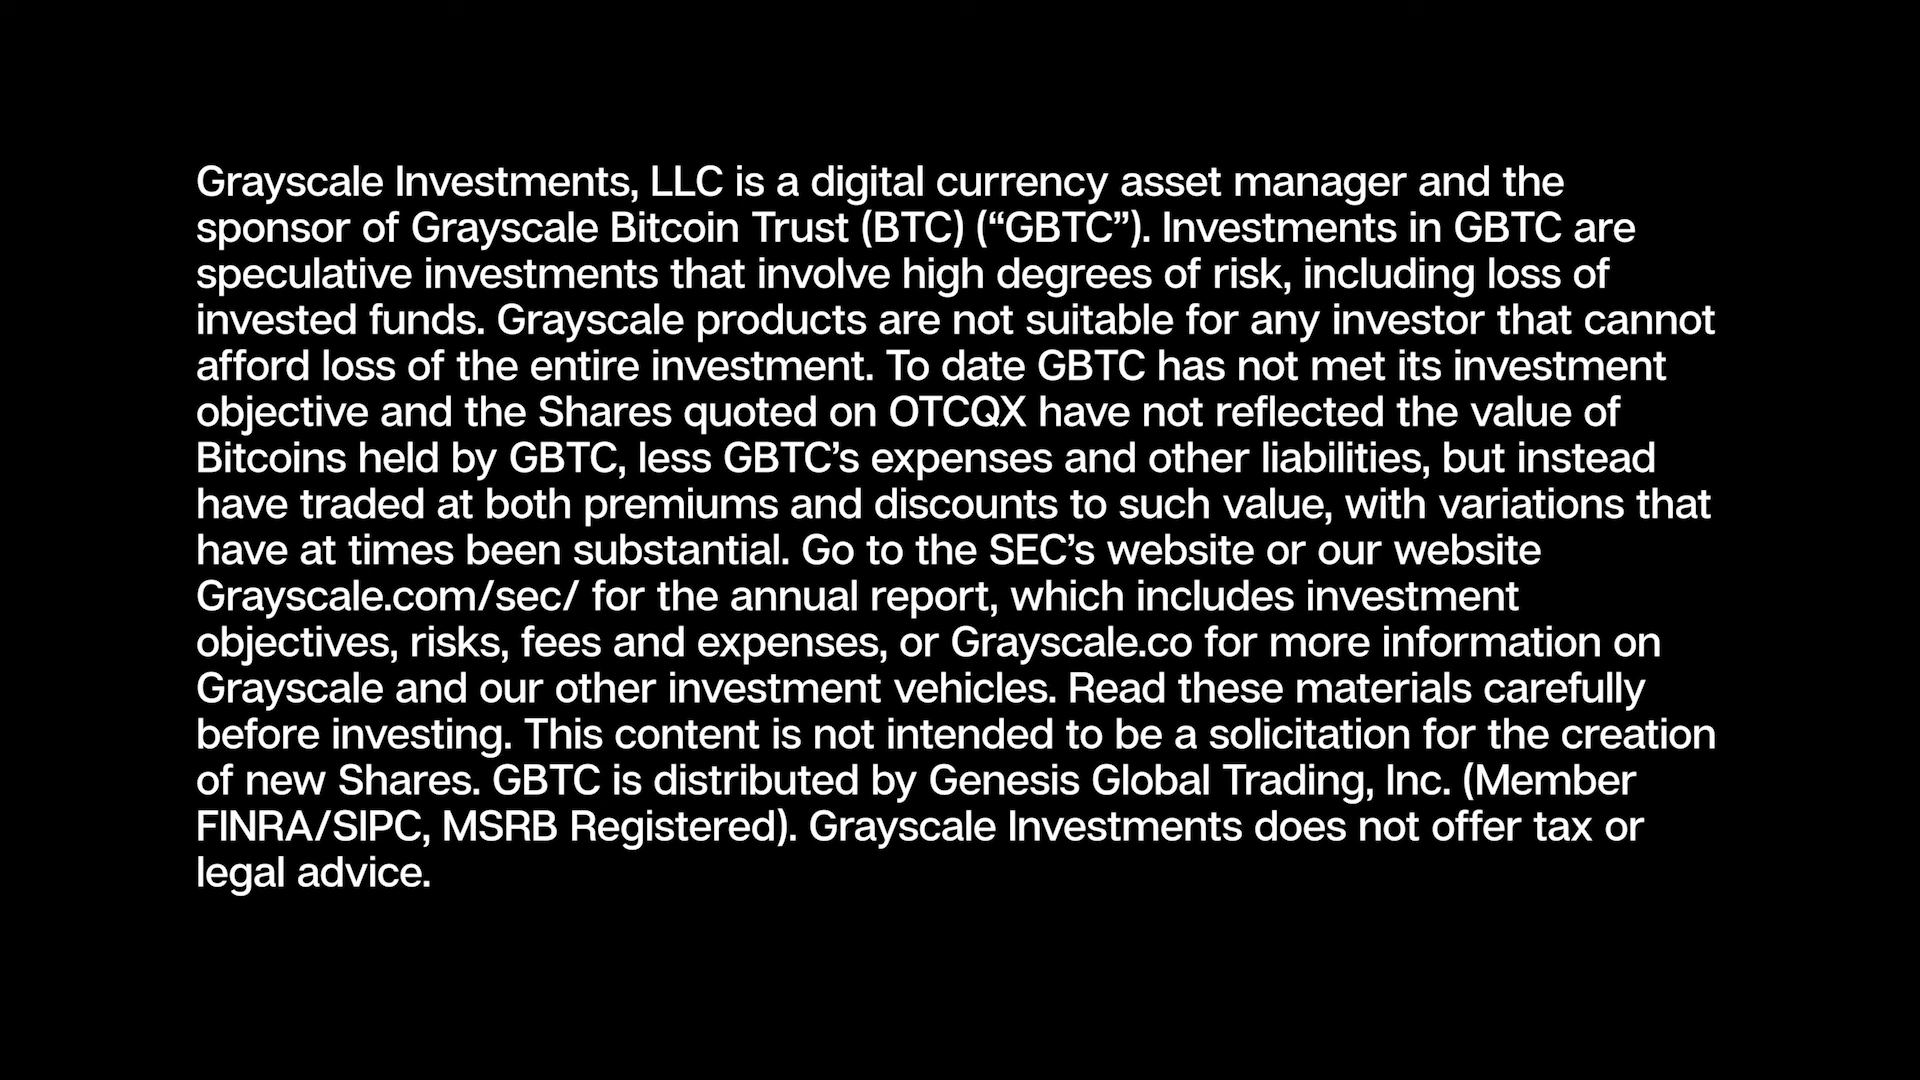 Grayscale Investments, LLC is a digital currency asset manager and the
sponsor of Grayscale Bitcoin Trust (BTC) (“GBTC”). Investments in GBTC are
speculative investments that involve high degrees of risk, including loss of
invested funds. Grayscale products are not suitable for any investor that cannot
afford loss of the entire investment. To date GBTC has not met its investment
objective and the Shares quoted on OTCQX have not reflected the value of
Bitcoins held by GBTC, less GBTC’s expenses and other liabilities, but instead
have traded at both premiums and discounts to such value, with variations that
have at times been substantial. Go to the SEC’s website or our website
Grayscale.com/sec/ for the annual report, which includes investment
objectives, risks, fees and expenses, or Grayscale.co for more information on
Grayscale and our other investment vehicles. Read these materials carefully
before investing. This content is not intended to be a solicitation for the creation
of new Shares. GBTC is distributed by Genesis Global Trading, Inc. (Member
FINRA/SIPC, MSRB Registered). Grayscale Investments does not offer tax or
legal advice.